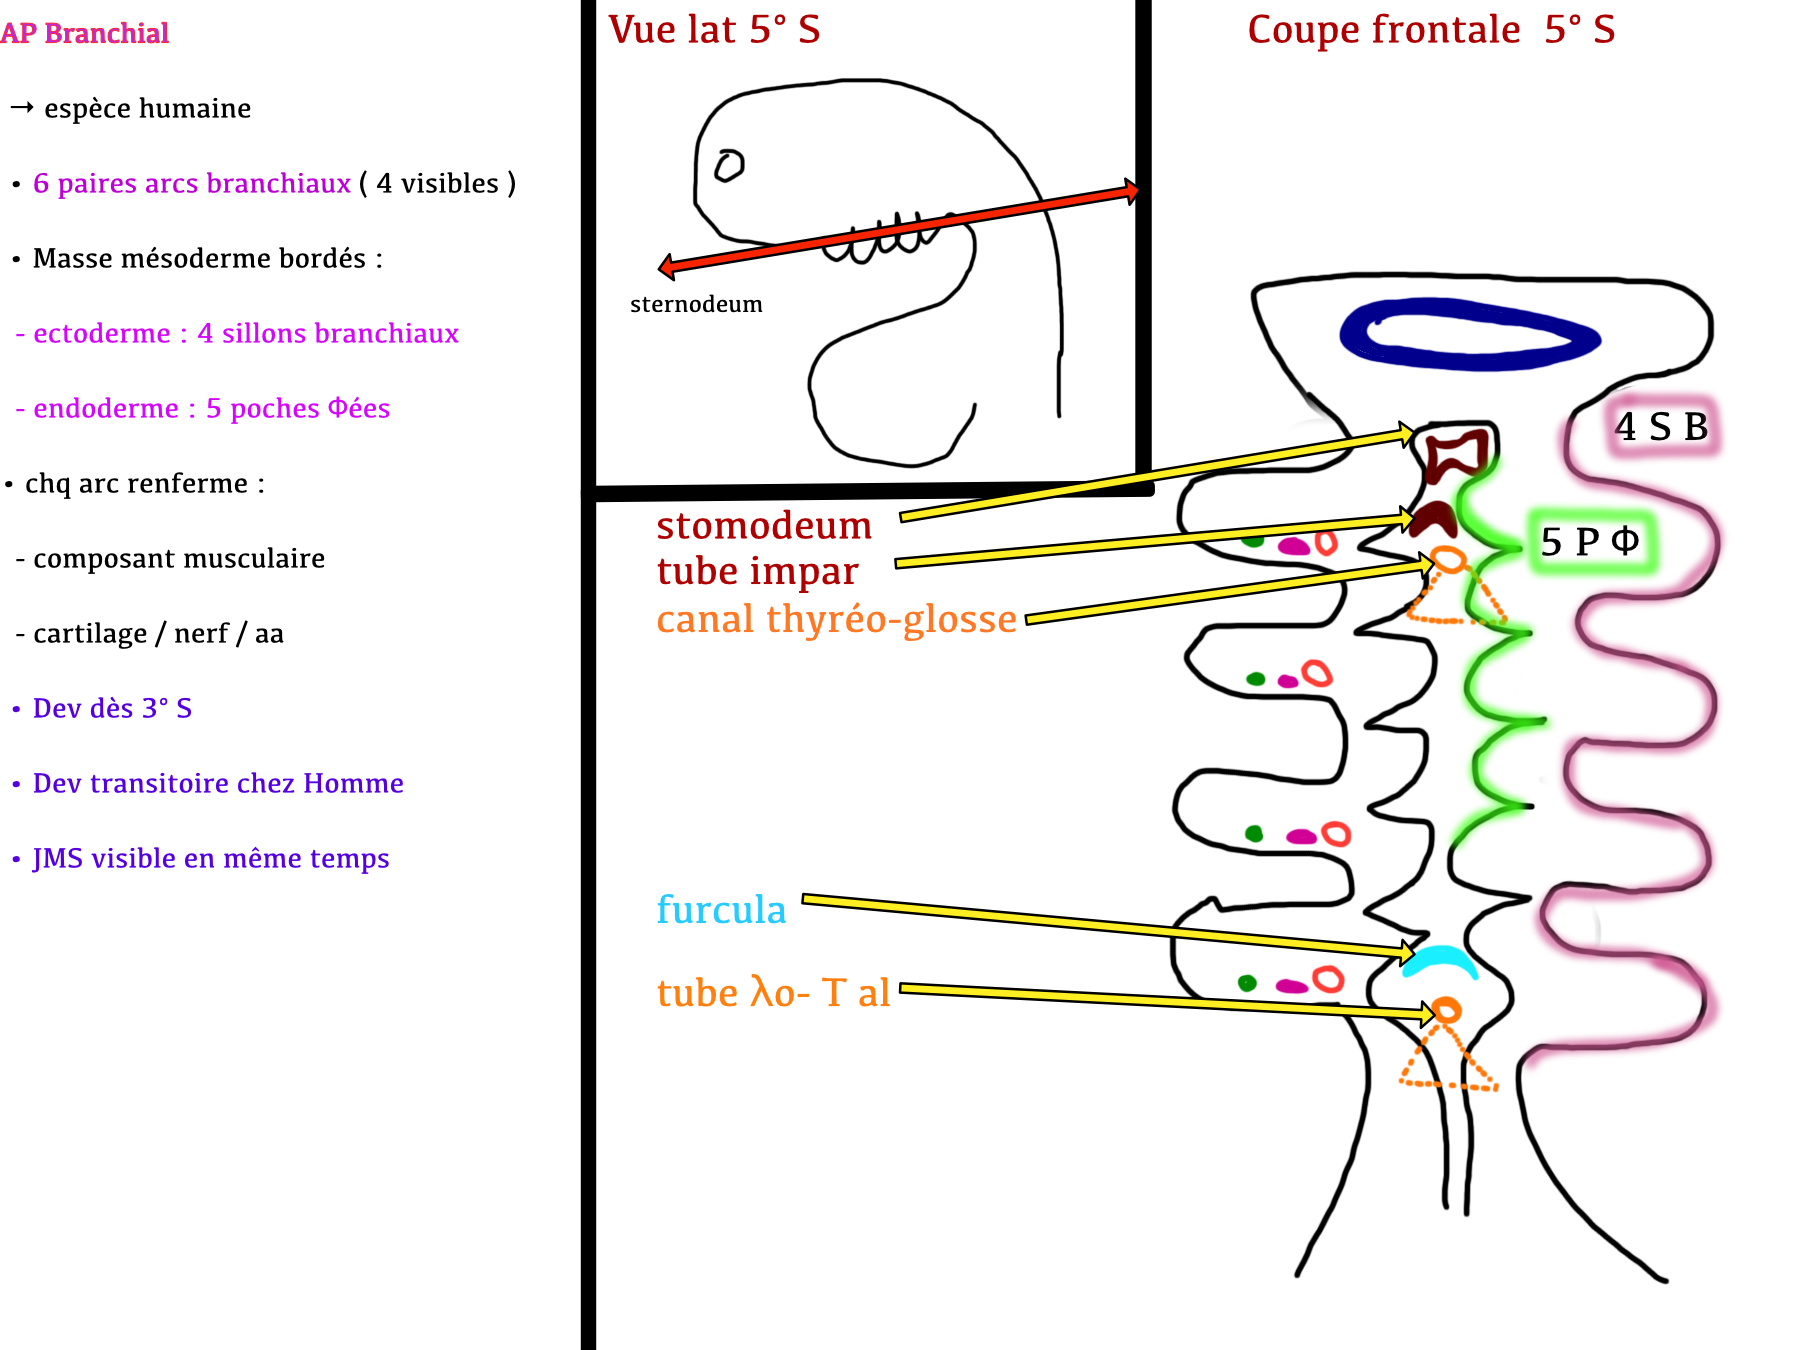 AP Branchial
→ espèce humaine
• 6 paires arcs branchiaux ( 4 visibles )
• Masse mésoderme bordés :
- ectoderme : 4 sillons branchiaux
- endoderme : 5 poches Φées
• chq arc renferme :
- composant musculaire
- cartilage / nerf / aa
• Dev dès 3° S
• Dev transitoire chez Homme
• JMS visible en même temps
Vue lat 5° S
sternodeum
Coupe frontale 5° S
4 S B
5 P Φ
stomodeum
tube impar
canal thyréo-glosse
furcula
tube λo- T al